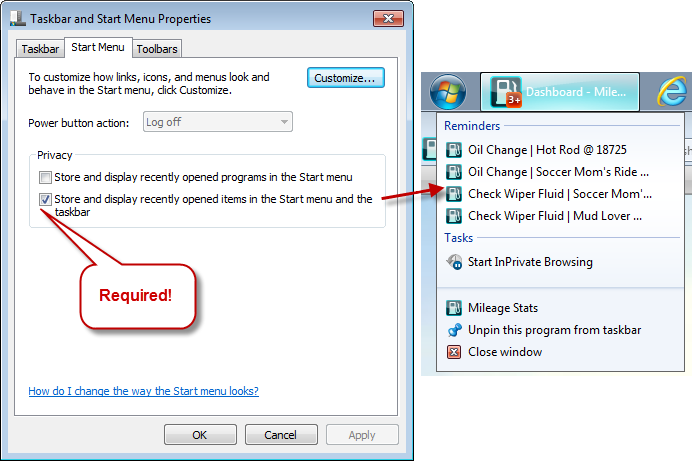 Taskbar and Start Menu Properties
Taskbar
Start Menu
Toolbars
To customize how links, icons, and menus look and
behave in the Start menu, click Customize.
Customize...
Power button action:
Log off
Privacy
Store and display recently opened programs in the Start menu
Store and display recently opened items in the Start menu and the
taskbar
Required!
How do I change the way the Start menu looks?
OK
Cancel
Apply
3+
Dashboard - Mile...
Reminders
Oil Change | Hot Rod @ 18725
Oil Change | Soccer Mom's Ride ...
Check Wiper Fluid | Soccer Mom'...
Check Wiper Fluid | Mud Lover ...
Tasks
Start InPrivate Browsing
Mileage Stats
Unpin this program from taskbar
Close window